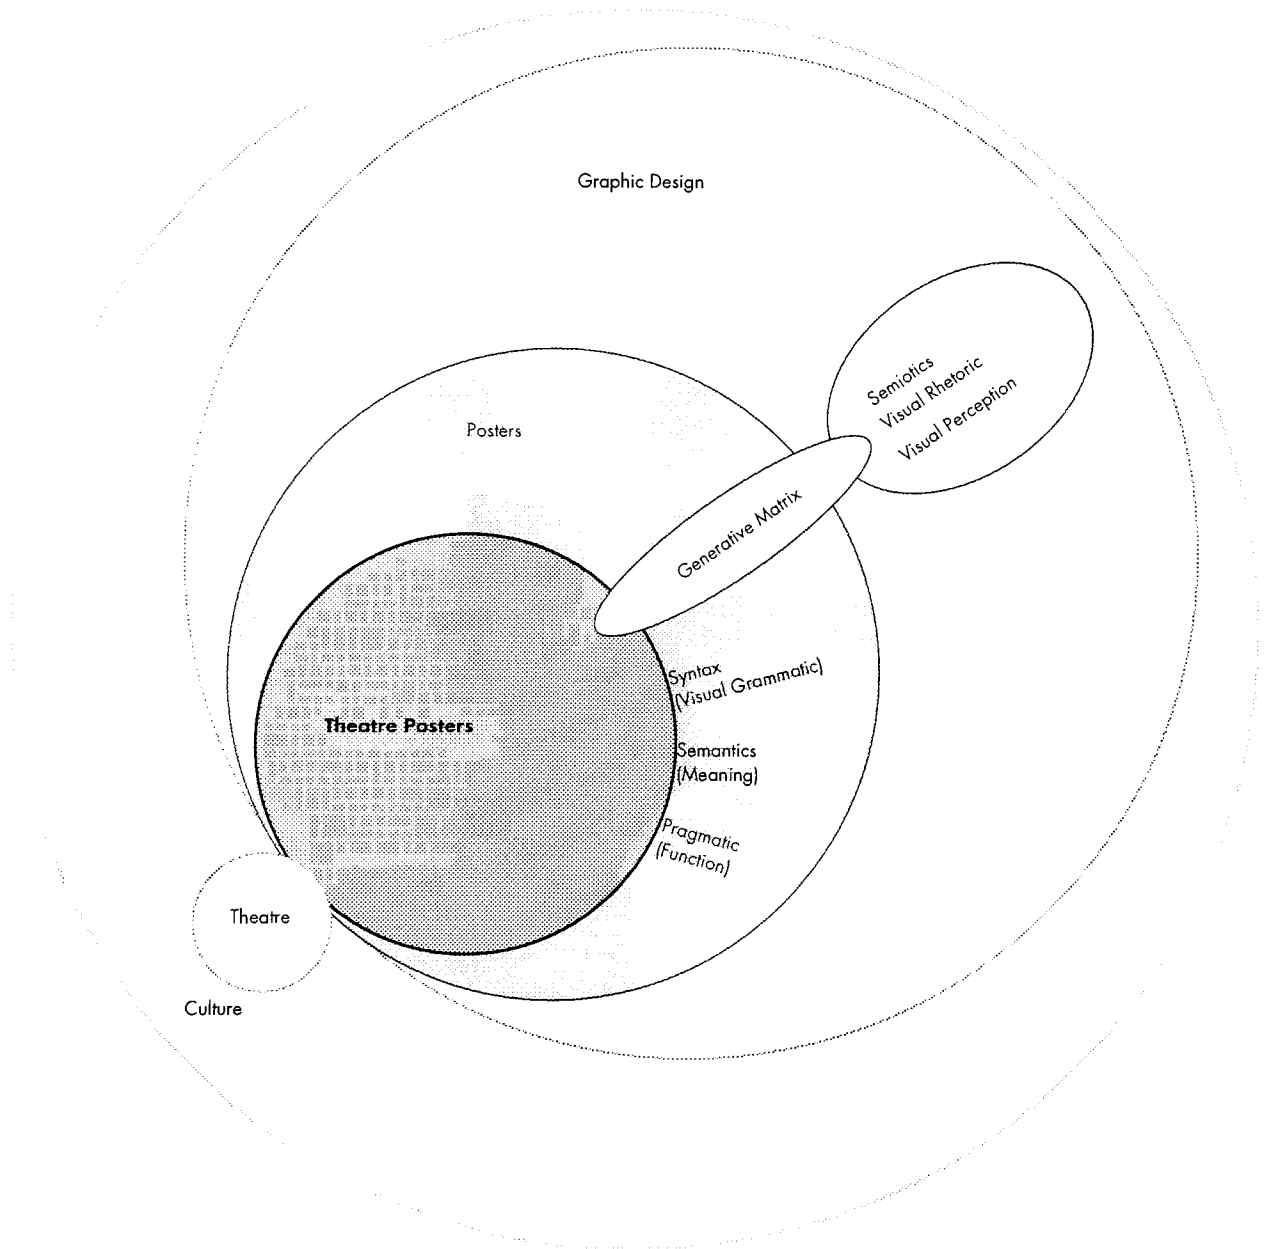 Graphic Design
Semiotics
Visual Rhetoric
Visual Perception
Posters
Generative Matrix
Syntax
(Visual Grammatic)
Theatre Posters
Semantics
(Meaning)
Pragmatic
(Function)
Theatre
Culture